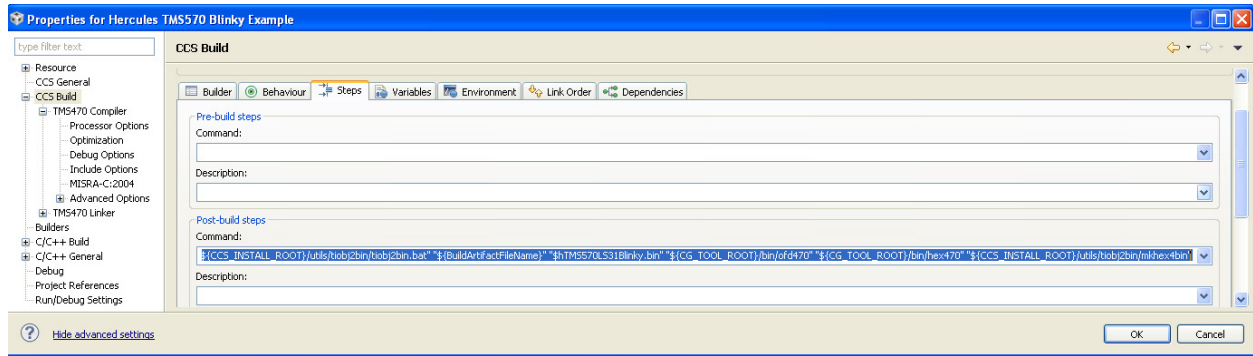 Properties for Hercules TMS570 Blinky Example
type filter text
CCS Build
Resource
CCS General
CCS Build
TMS470 Compiler
Processor Options
Optimization
Debug Options
Include Options
MISRA-C:2004
Advanced Options
TMS470 Linker
Builders
C/C++ Build
C/C++ General
Debug
Project References
Run/Debug Settings
Builder Behaviour Steps Variables Environment Link Order Dependencies
Pre-build steps
Command:
Description:
Post-build steps
Command:
${CCS_INSTALL_ROOT}/utils/tiobj2bin/tiobj2bin.bat" "${BuildArtifactFileName}" "$hTMS570LS31Blinky.bin" "${CG_TOOL_ROOT}/bin/ofd470" "${CG_TOOL_ROOT}/bin/hex470" "${CCS_INSTALL_ROOT}/utils/tiobj2bin/mkhex4bin"
Description:
Hide advanced settings
OK Cancel